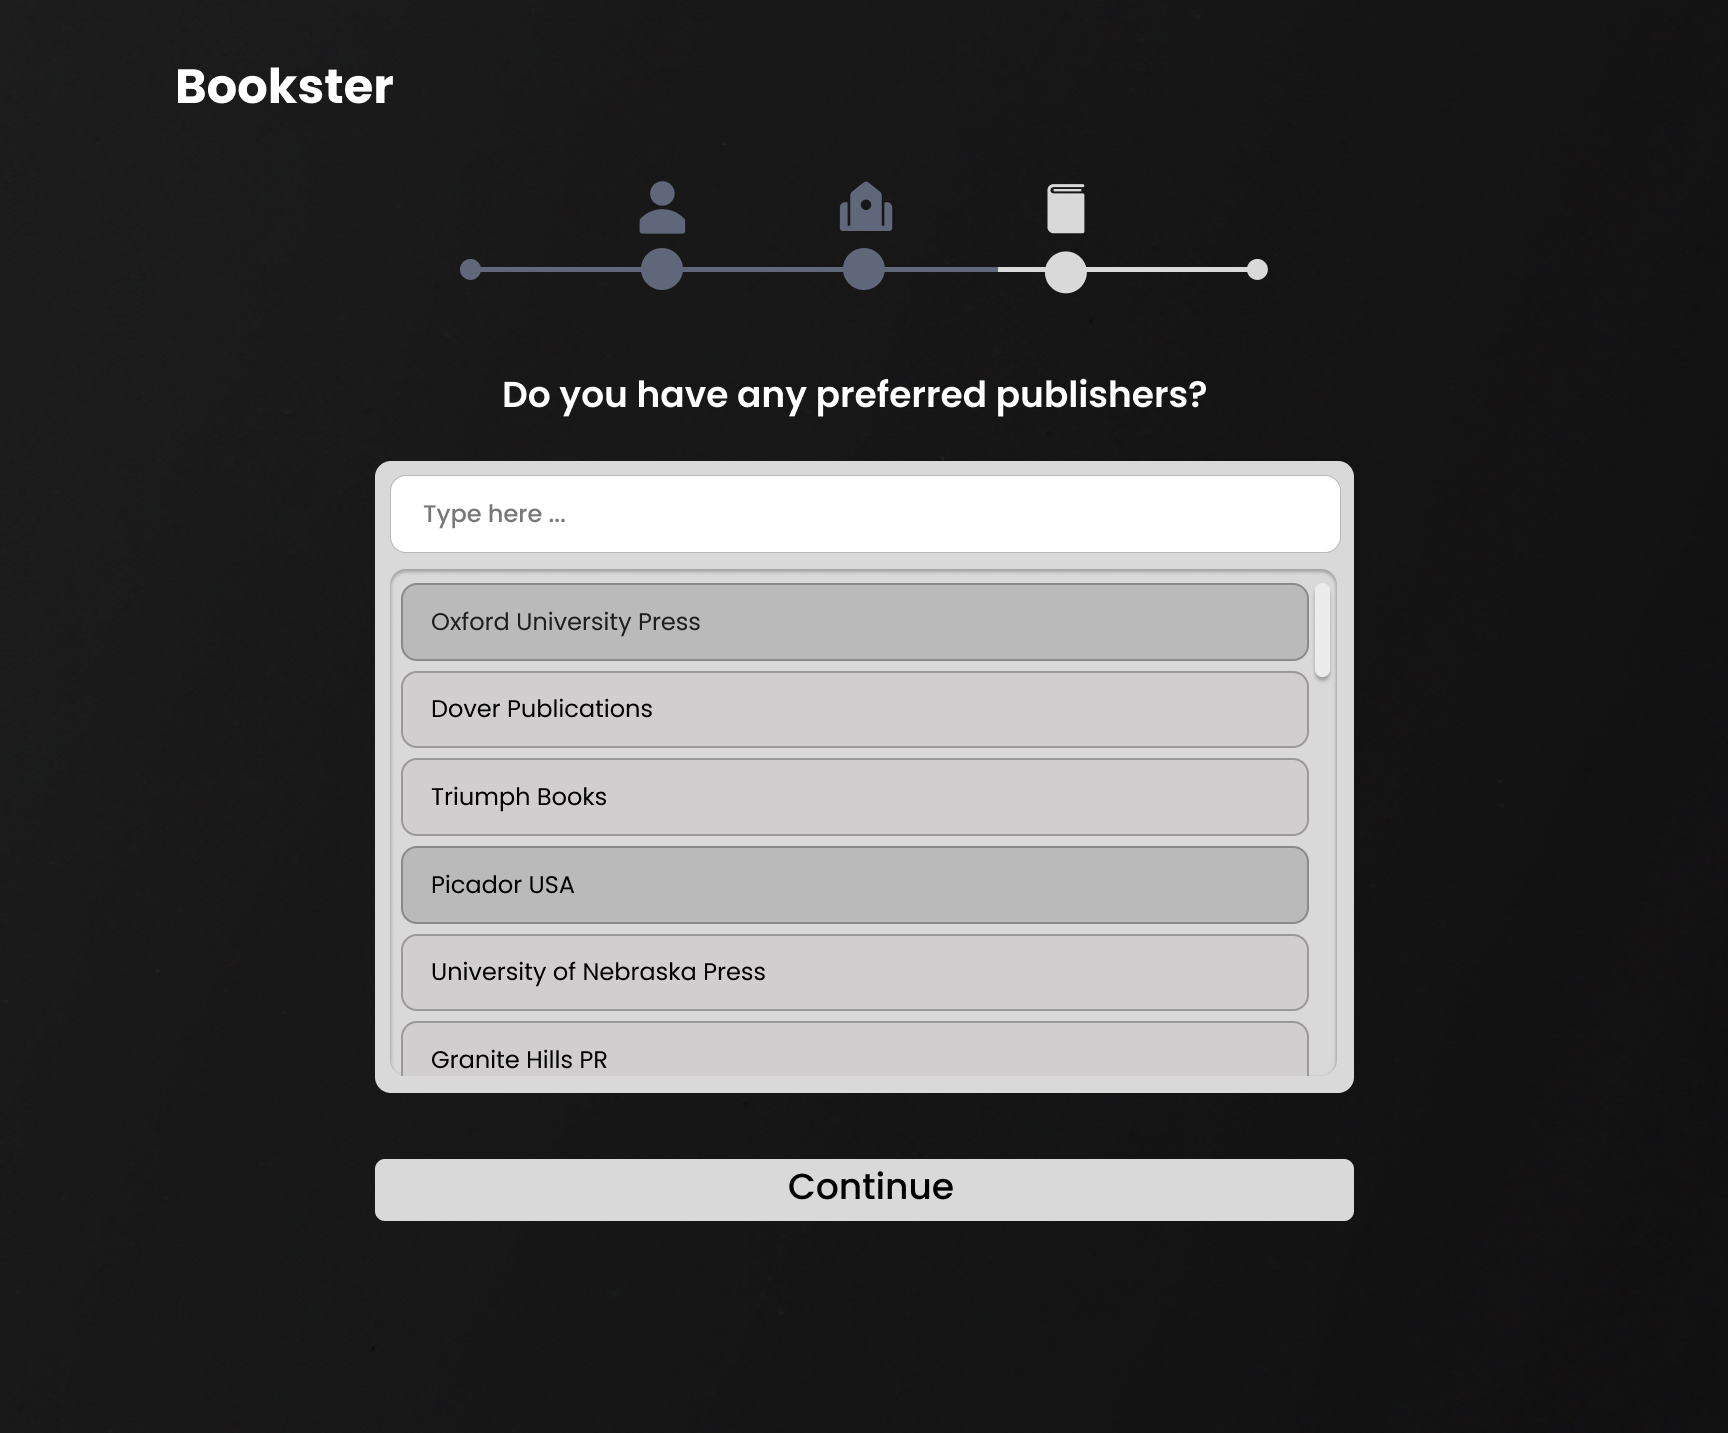 Bookster
Do you have any preferred publishers?
Type here ...
Oxford University Press
Dover Publications
Triumph Books
Picador USA
University of Nebraska Press
Granite Hills PR
Continue